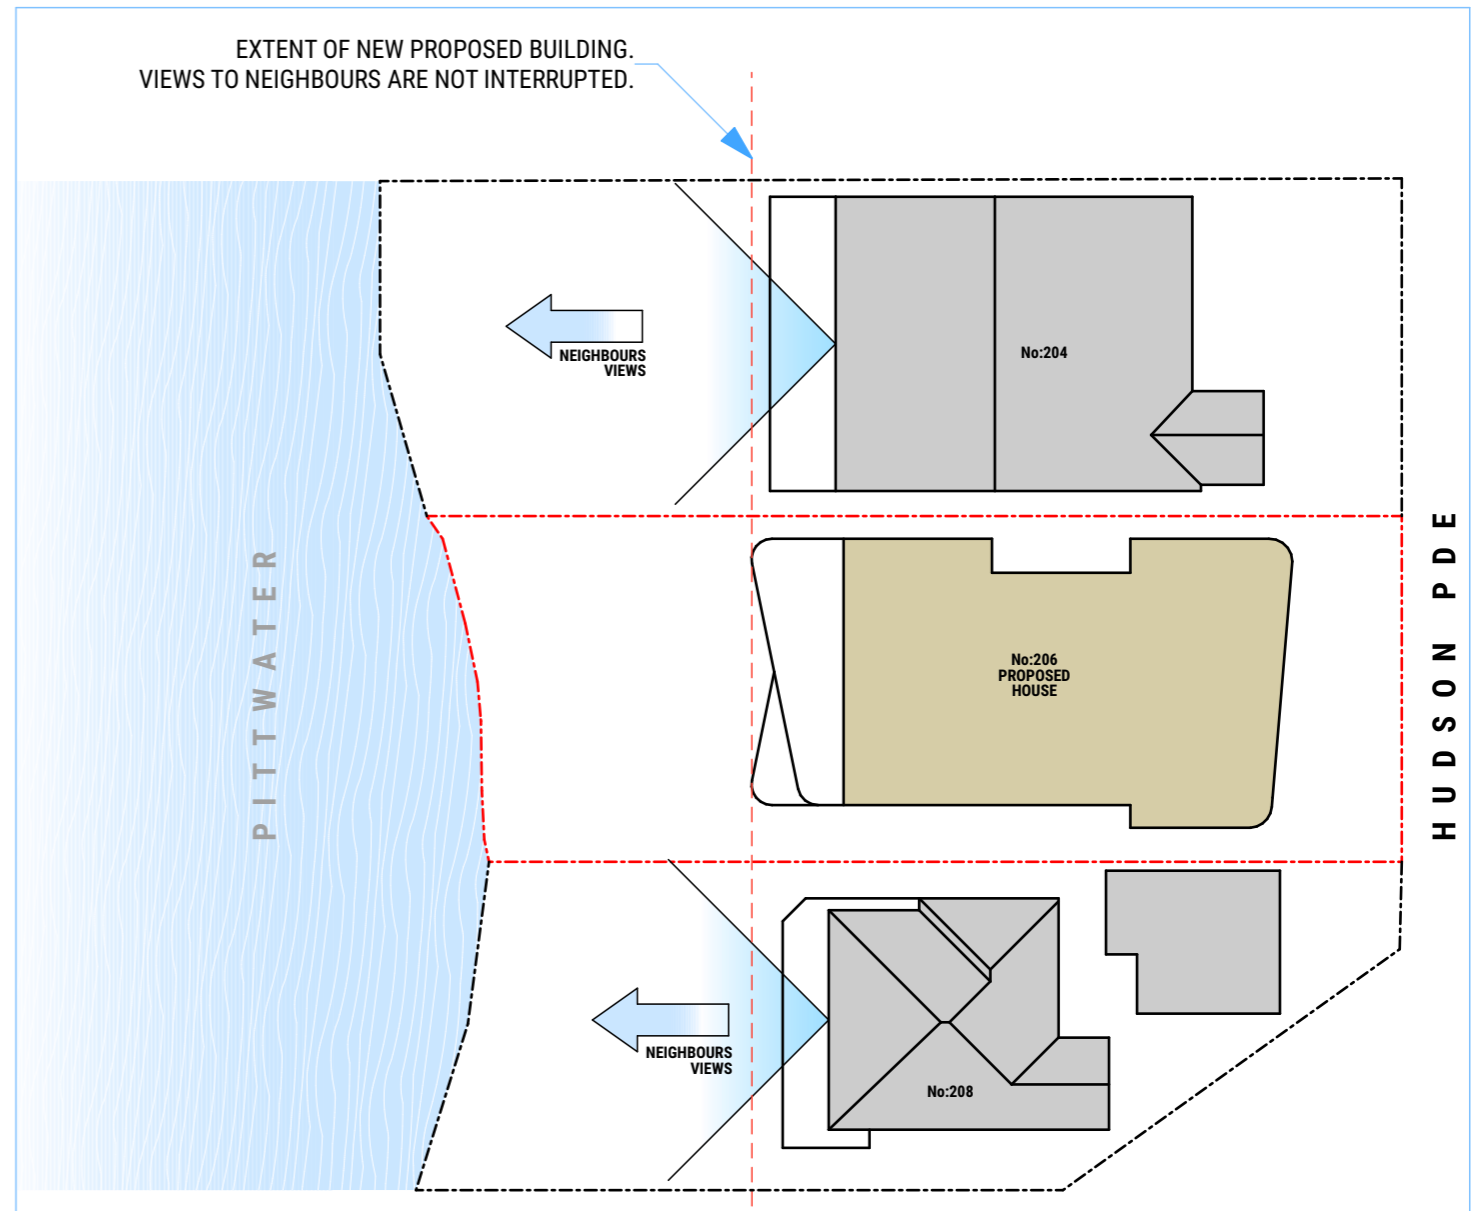 EXTENT OF NEW PROPOSED BUILDING.
VIEWS TO NEIGHBOURS ARE NOT INTERRUPTED.
NEIGHBOURS
VIEWS
No:204
PITTWATER
No:206
PROPOSED
HOUSE
HUDSON PDE
NEIGHBOURS
VIEWS
No:208